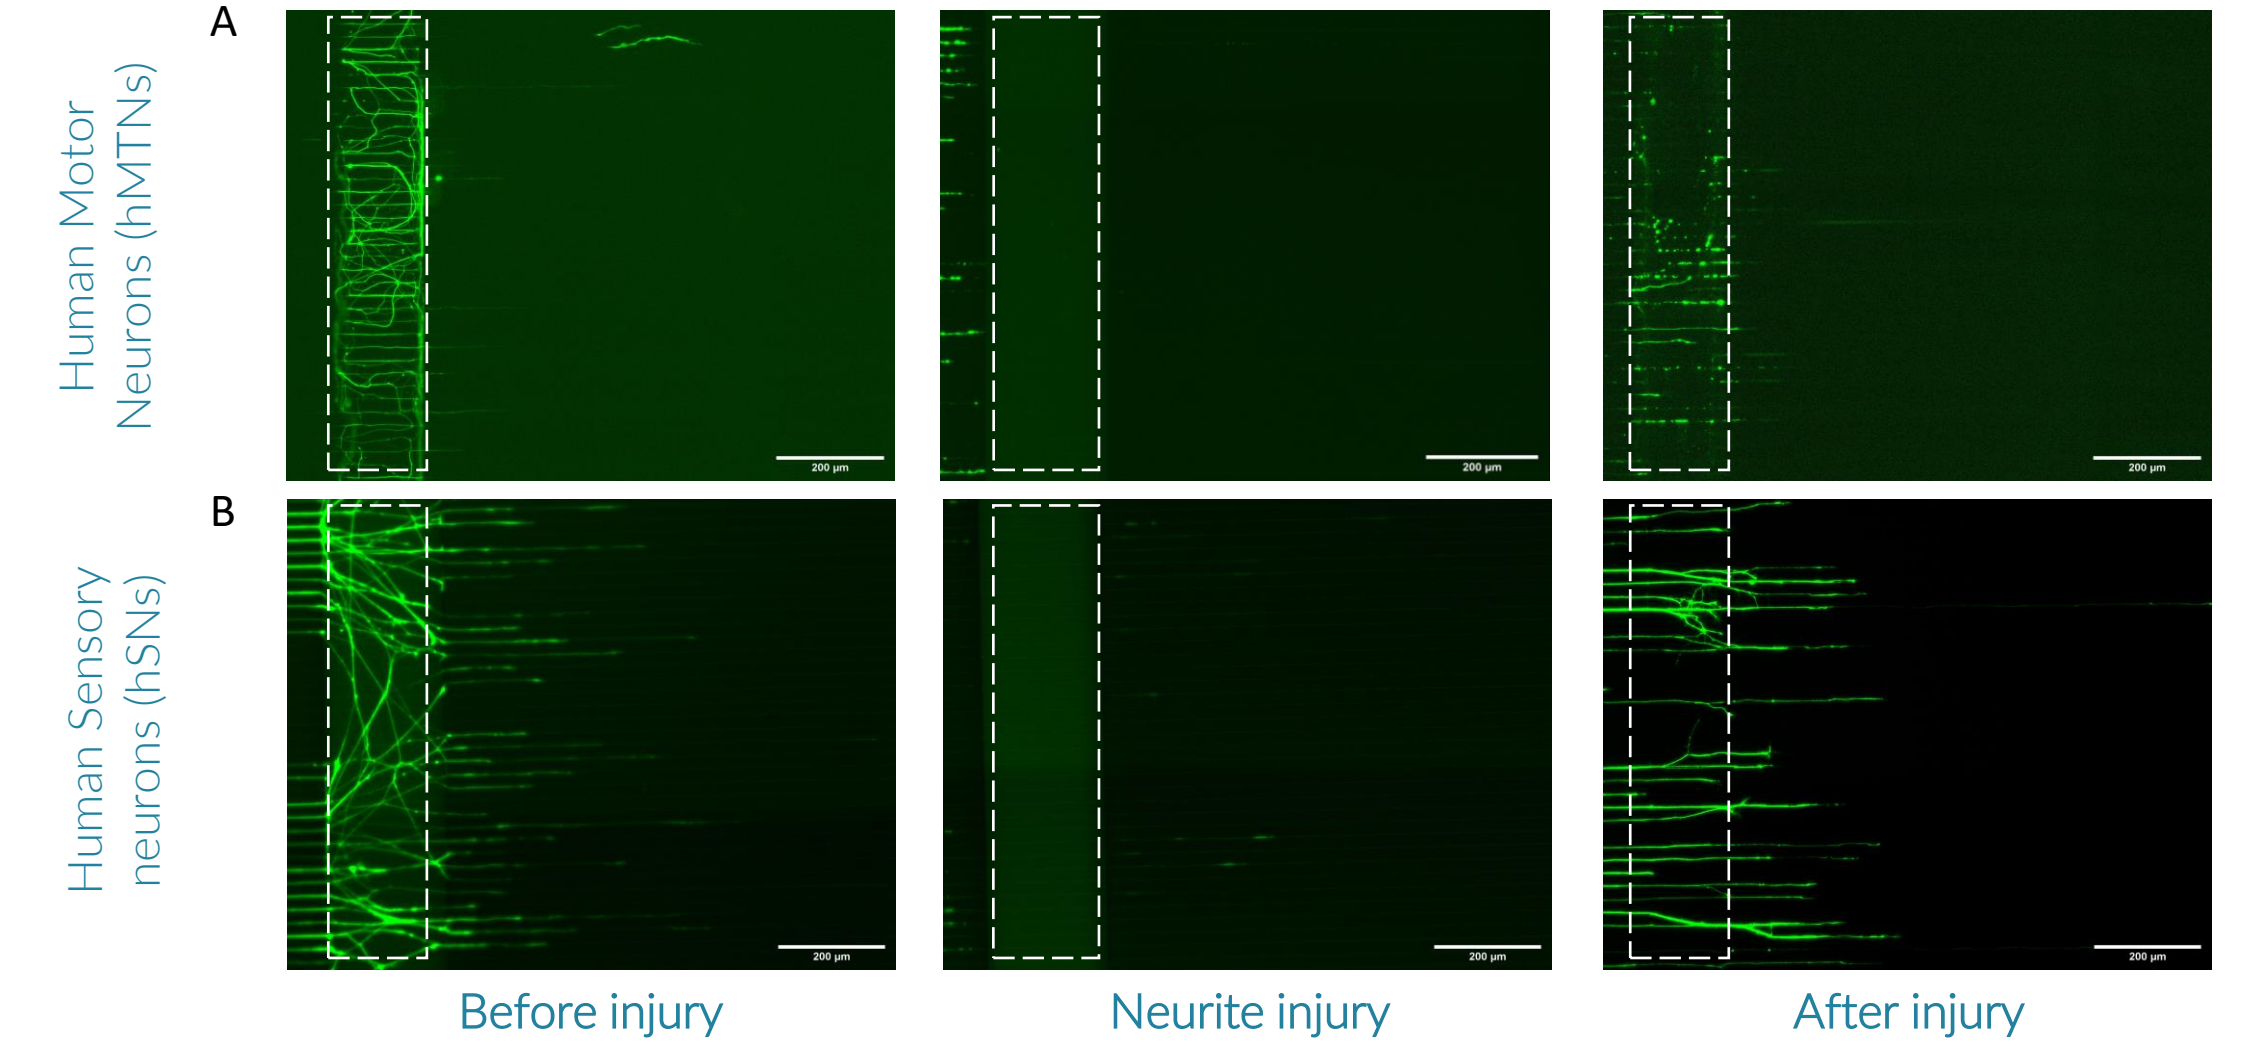 A
Human Motor
Neurons (hMTNs)
200 µm
200 µm
200 µm
B
Human Sensory
neurons (hSNs)
200 µm
200 µm
200 µm
Before injury
Neurite injury
After injury